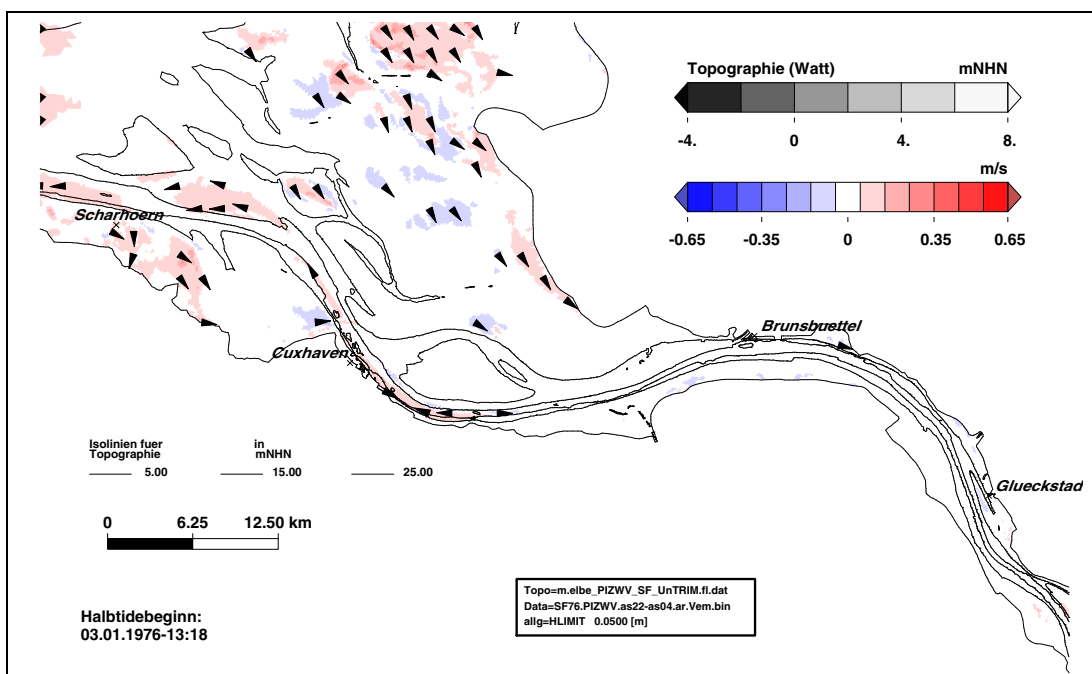 Topographie (Watt) mNHN
-4. 0 4. 8.
m/s
-0.65 -0.35 0 0.35 0.65
Scharhoern
Brunsbuettel
Cuxhaven
Isolinien fuer in
Topographie mNHN
5.00 15.00 25.00
Glueckstad
0 6.25 12.50 km
Topo=m.elbe_PIZWV_SF_UnTRIM.fl.dat
Data=SF76.PIZWV.as22-as04.ar.Vem.bin
allg=HLIMIT 0.0500 [m]
Halbtidebeginn:
03.01.1976-13:18